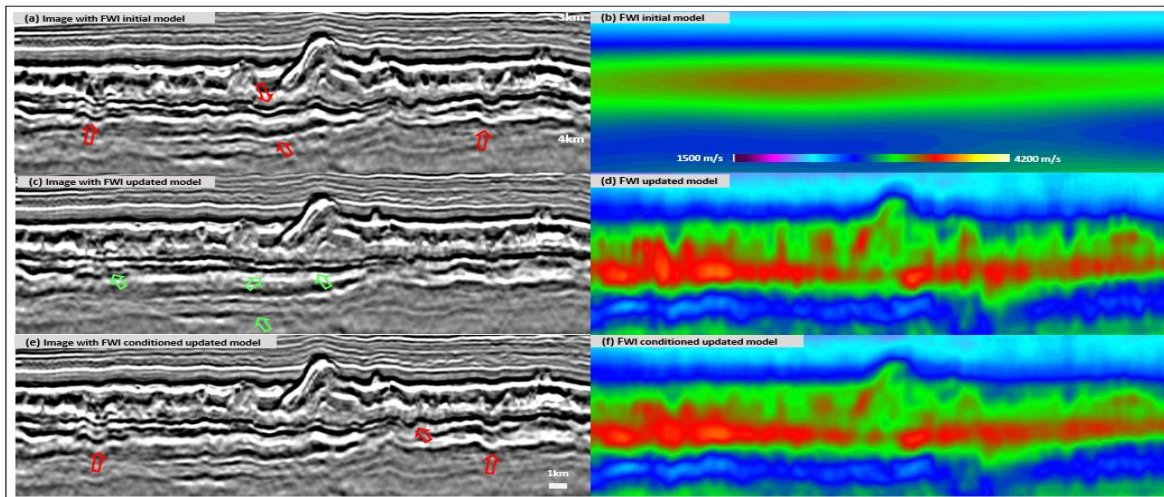 (a) Image with FWI initial model
3km
4km
(b) FWI initial model
1500 m/s
4200 m/s
(c) Image with FWI updated model
(d) FWI updated model
(e) Image with FWI conditioned updated model
1km
(f) FWI conditioned updated model